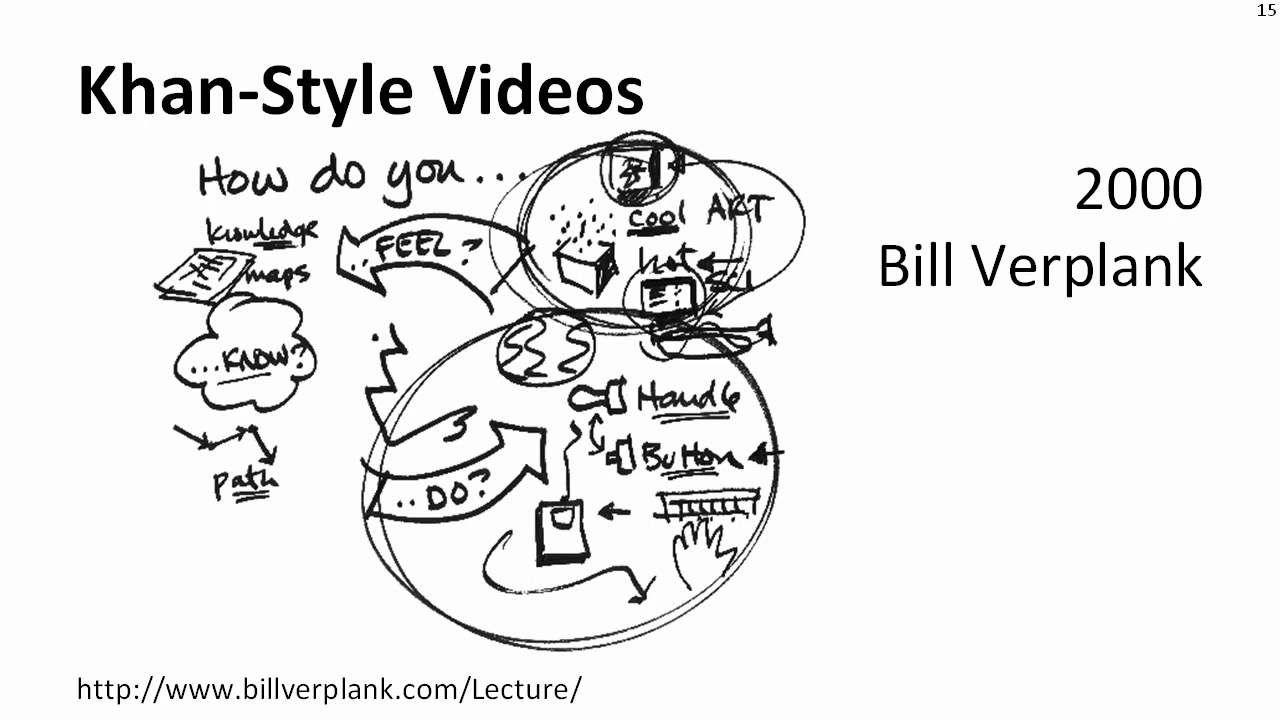 15
Khan-Style Videos
How do you...
2000
Bill Verplank
knowledge
maps
..FEEL?
cool
ART
hot
...KNOW?
path
Handle
Button
..DO?
http://www.billverplank.com/Lecture/